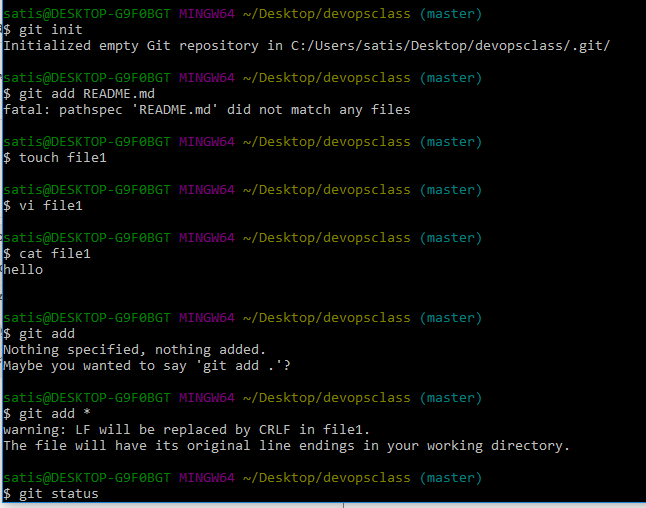 satis@DESKTOP-G9F0BGT MINGW64 ~/Desktop/devopsclass (master)
$ git init
Initialized empty Git repository in C:/Users/satis/Desktop/devopsclass/.git/
satis@DESKTOP-G9F0BGT MINGW64 ~/Desktop/devopsclass (master)
$ git add README.md
fatal: pathspec 'README.md' did not match any files
satis@DESKTOP-G9F0BGT MINGW64 ~/Desktop/devopsclass (master)
$ touch file1
satis@DESKTOP-G9F0BGT MINGW64 ~/Desktop/devopsclass (master)
$ vi file1
satis@DESKTOP-G9F0BGT MINGW64 ~/Desktop/devopsclass (master)
$ cat file1
hello
satis@DESKTOP-G9F0BGT MINGW64 ~/Desktop/devopsclass (master)
$ git add
Nothing specified, nothing added.
Maybe you wanted to say 'git add .'?
satis@DESKTOP-G9F0BGT MINGW64 ~/Desktop/devopsclass (master)
$ git add *
warning: LF will be replaced by CRLF in file1.
The file will have its original line endings in your working directory.
satis@DESKTOP-G9F0BGT MINGW64 ~/Desktop/devopsclass (master)
$ git status